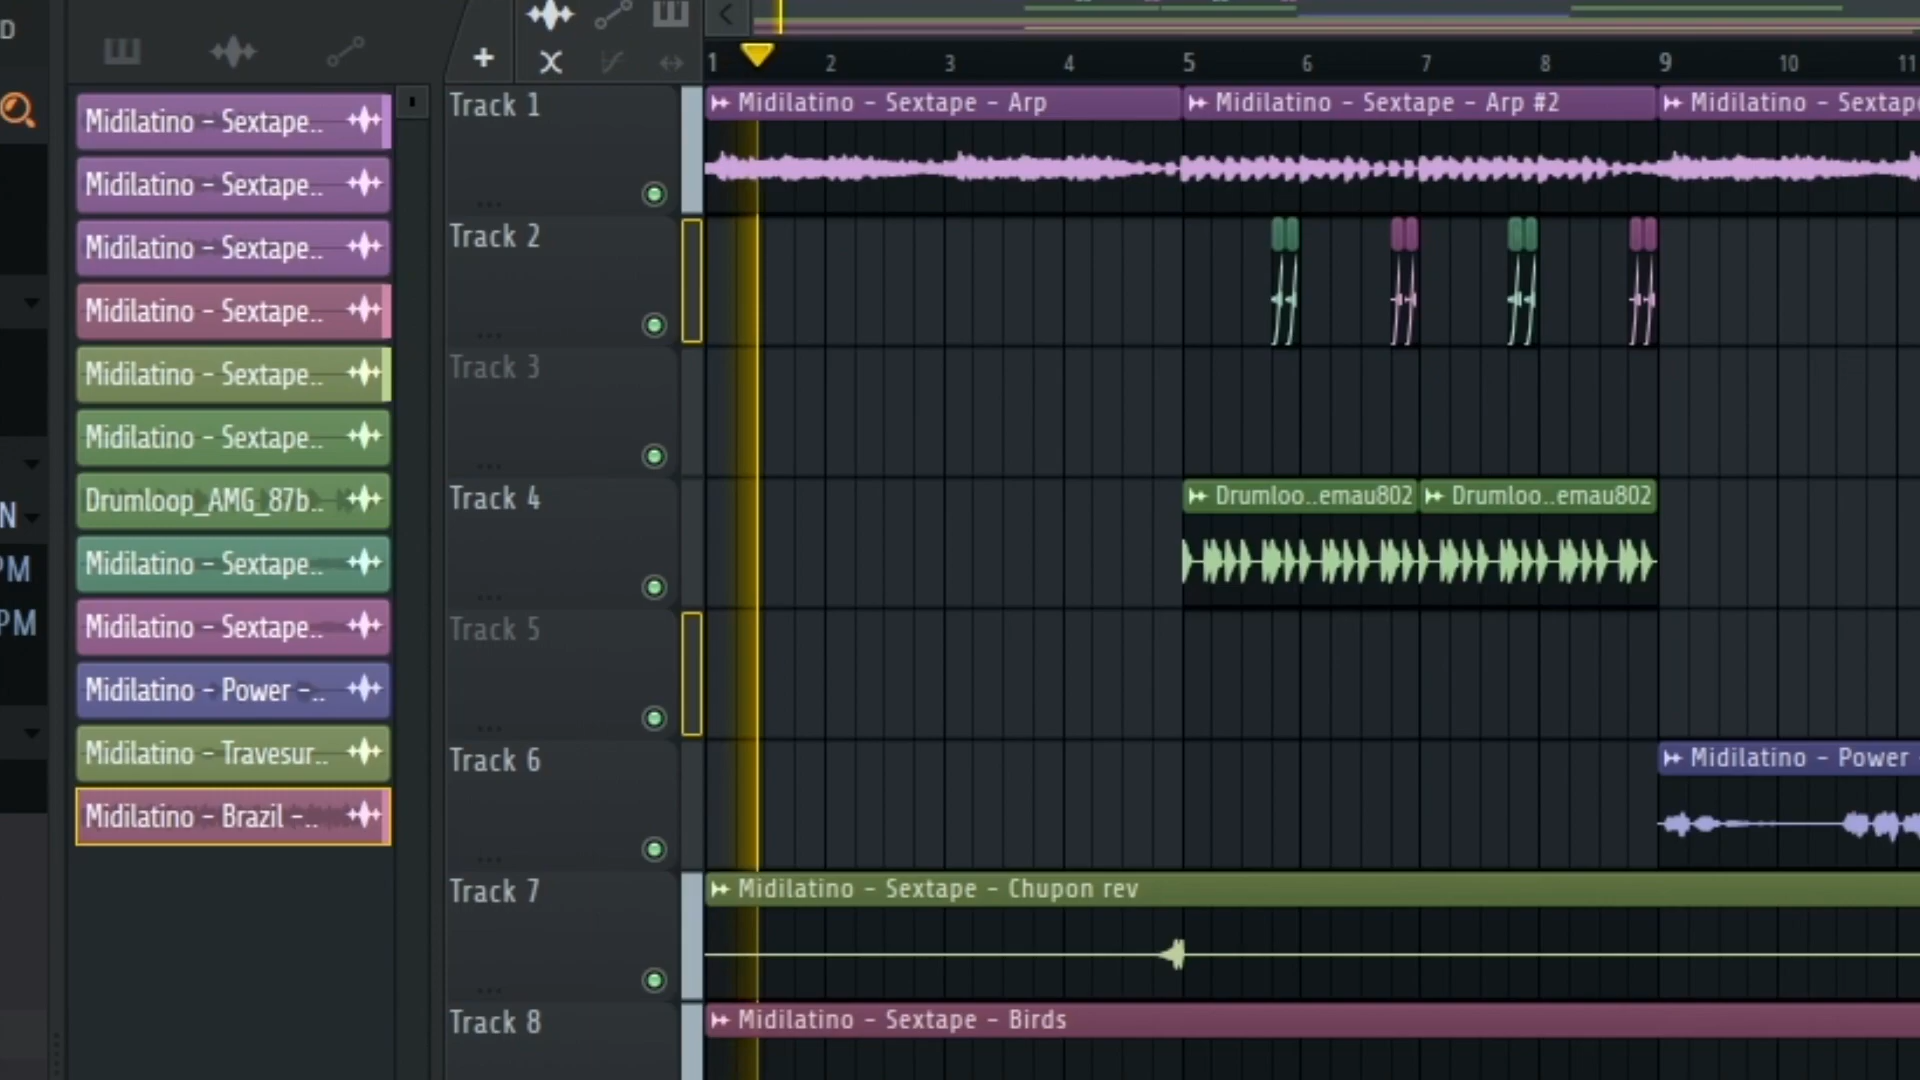 D
N
PM
PM
Midilatino - Sextape..
Midilatino - Sextape..
Midilatino - Sextape..
Midilatino - Sextape..
Midilatino - Sextape..
Midilatino - Sextape..
Drumloop_AMG_87b..
Midilatino - Sextape..
Midilatino - Sextape..
Midilatino - Power -..
Midilatino - Travesur..
Midilatino - Brazil -..
1 2 3 4 5 6 7 8 9 10 11
Track 1
Midilatino - Sextape - Arp
Midilatino - Sextape - Arp #2
Midilatino - Sextap
Track 2
Track 3
Track 4
Drumloo..emau802
Drumloo..emau802
Track 5
Track 6
Midilatino - Power -
Track 7
Midilatino - Sextape - Chupon rev
Track 8
Midilatino - Sextape - Birds